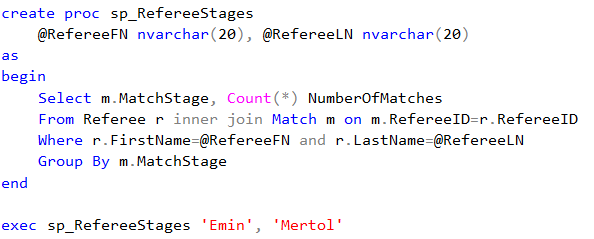 create proc sp_RefereeStages
    @RefereeFN nvarchar(20), @RefereeLN nvarchar(20)
as
begin
    Select m.MatchStage, Count(*) NumberOfMatches
    From Referee r inner join Match m on m.RefereeID=r.RefereeID
    Where r.FirstName=@RefereeFN and r.LastName=@RefereeLN
    Group By m.MatchStage
end

exec sp_RefereeStages 'Emin', 'Mertol'